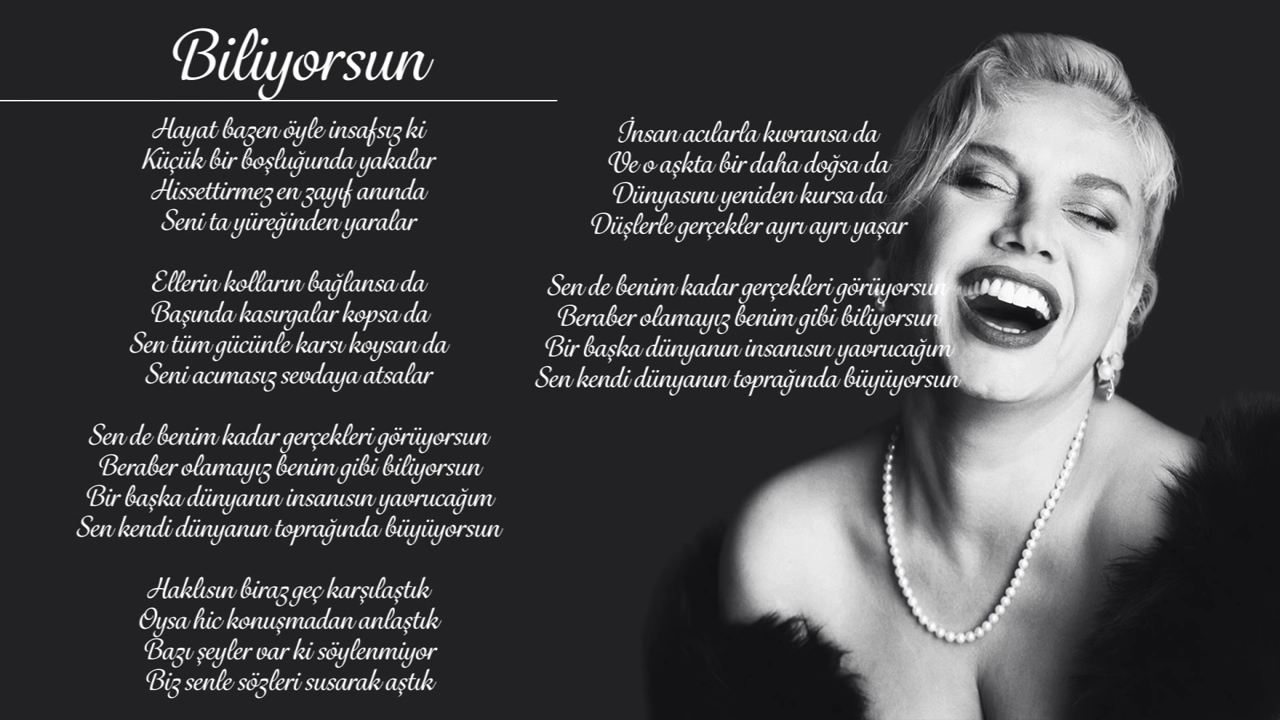 Biliyorsun
Hayat bazen öyle insafsız ki
Küçük bir boşluğunda yakalar
Hissettirmez en zayıf anında
Seni ta yüreğinden yaralar
Ellerin kolların bağlansa da
Başında kasırgalar kopsa da
Sen tüm gücünle karsı koysan da
Seni acımasız sevdaya atsalar
Sen de benim kadar gerçekleri görüyorsun
Beraber olamayız benim gibi biliyorsun
Bir başka dünyanın insanısın yavrucağım
Sen kendi dünyanın toprağında büyüyorsun
Haklısın biraz geç karşılaştık
Oysa hic konuşmadan anlaştık
Bazı şeyler var ki söylenmiyor
Biz senle sözleri susarak aştık
İnsan acılarla kıvransa da
Ve o aşkta bir daha doğsa da
Dünyasını yeniden kursa da
Düşlerle gerçekler ayrı ayrı yaşar
Sen de benim kadar gerçekleri görüyorsun
Beraber olamayız benim gibi biliyorsun
Bir başka dünyanın insanısın yavrucağım
Sen kendi dünyanın toprağında büyüyorsun